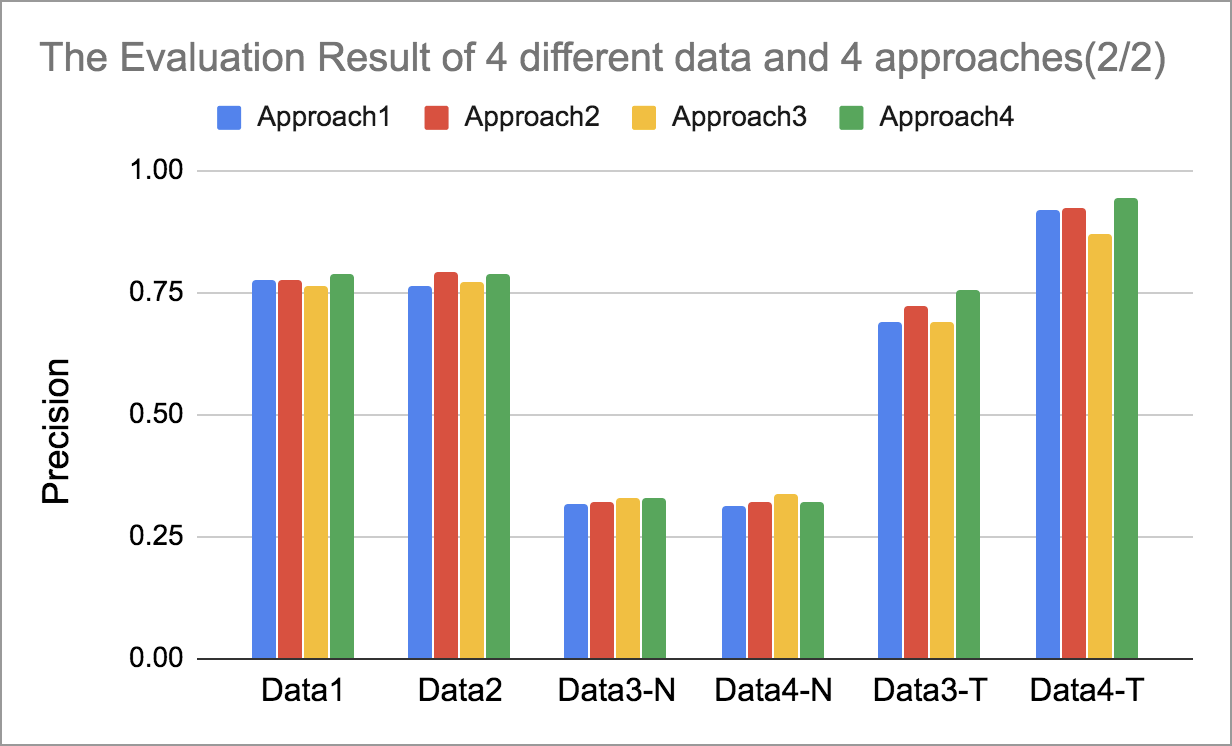 The Evaluation Result of 4 different data and 4 approaches(2/2)
Approach1 Approach2 Approach3 Approach4
1.00
0.75
0.50
0.25
0.00
Precision
Data1 Data2 Data3-N Data4-N Data3-T Data4-T